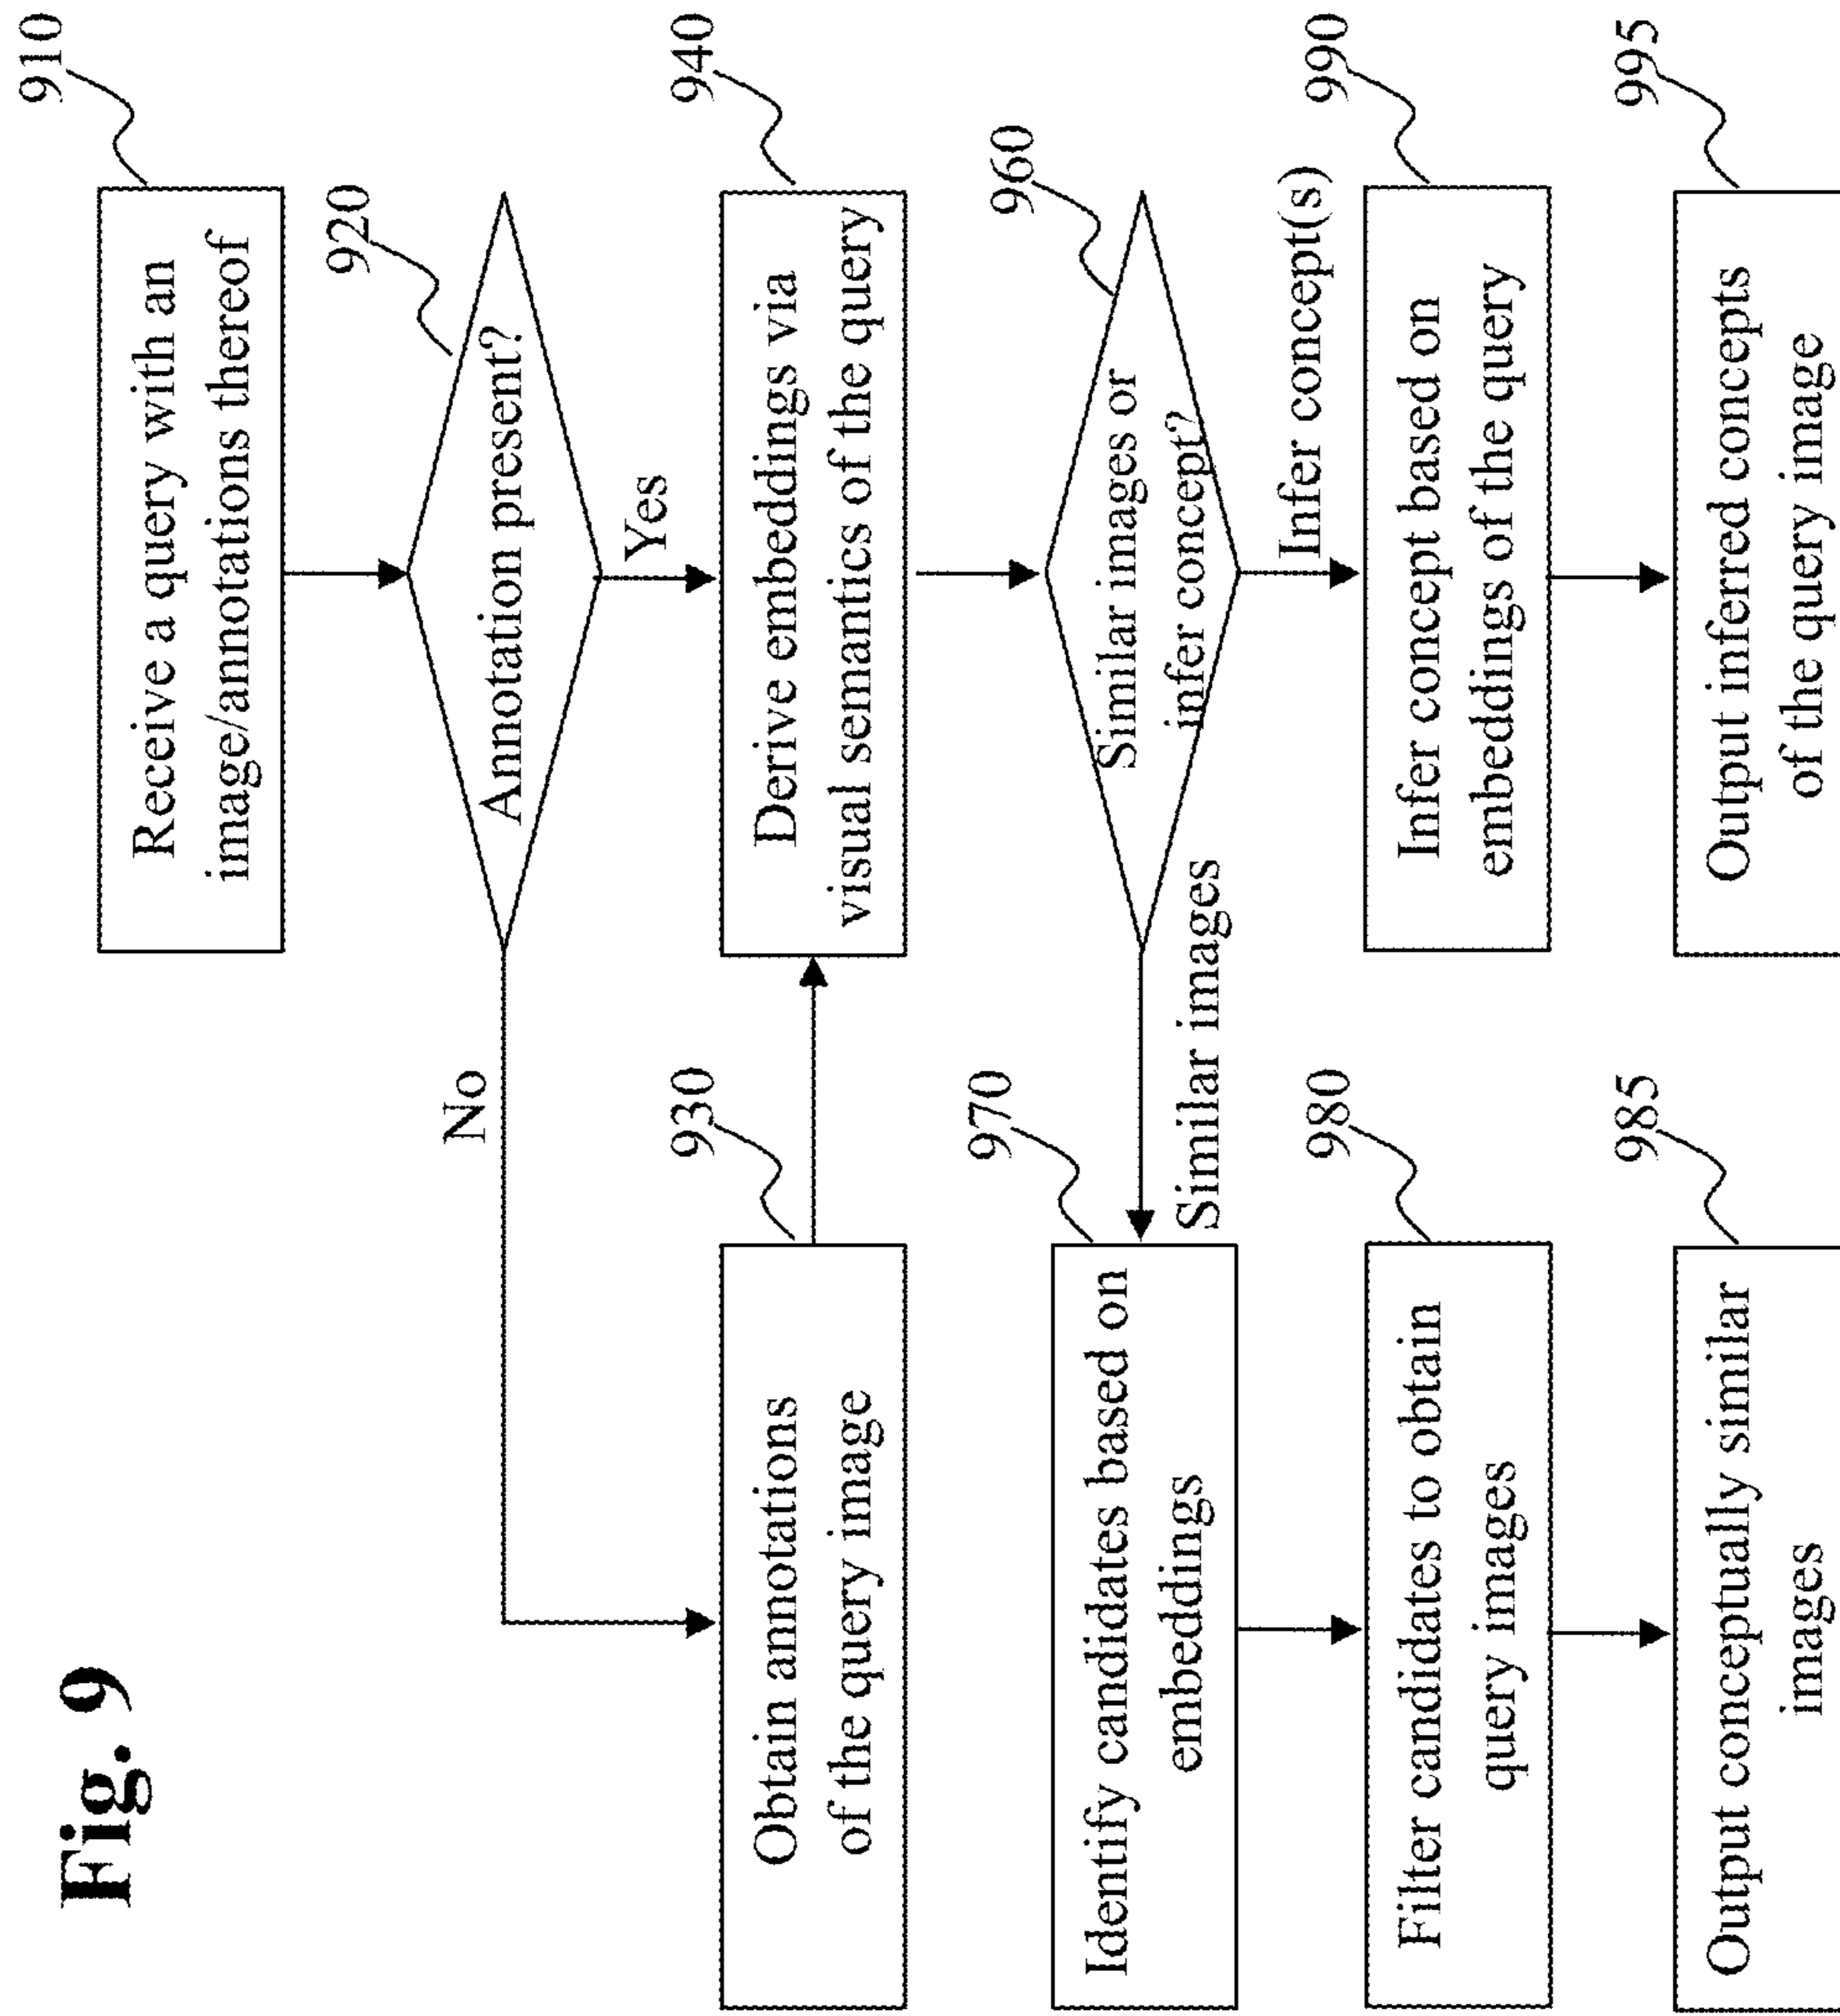 Fig. 9
910
Receive a query with an
image/annotations thereof
920
Annotation present?
No
Yes
930
Obtain annotations
of the query image
940
Derive embeddings via
visual semantics of the query
960
Similar images or
infer concept?
Similar images
Infer concept(s)
970
Identify candidates based on
embeddings
980
Filter candidates to obtain
query images
985
Output conceptually similar
images
990
Infer concept based on
embeddings of the query
995
Output inferred concepts
of the query image